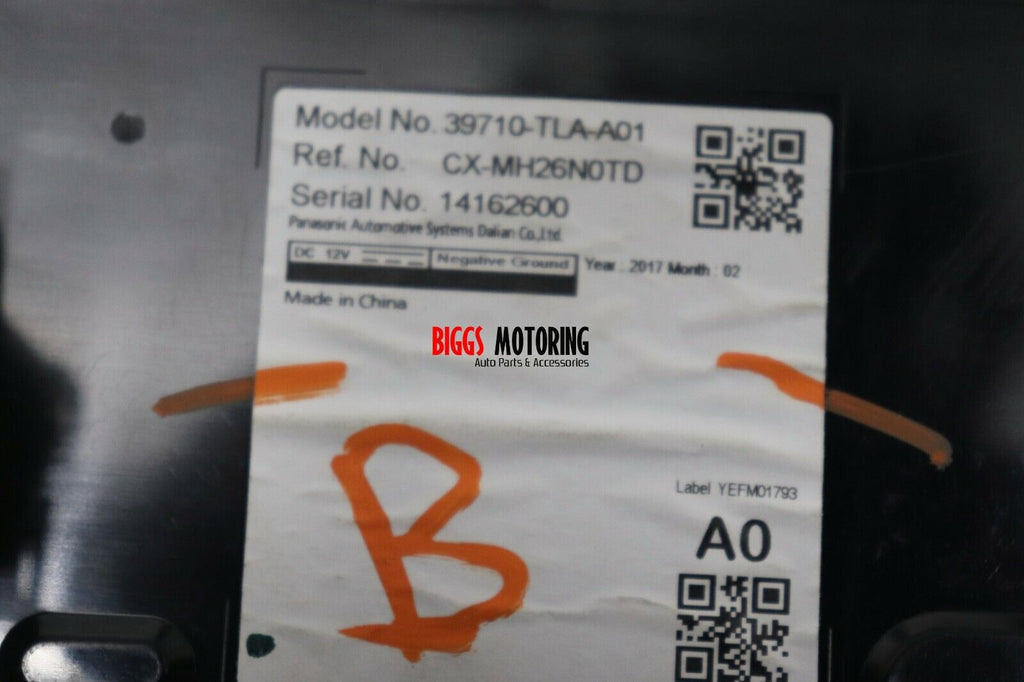 Model No. 39710-TLA-A01
Ref. No. CX-MH26N0TD
Serial No. 14162600
Panasonic Automotive Systems Dalian Co.,Ltd.
DC 12V Negative Ground Year : 2017 Month : 02
Made in China
BIGGS MOTORING
Auto Parts & Accessories
B
Label YEFM01793
A0